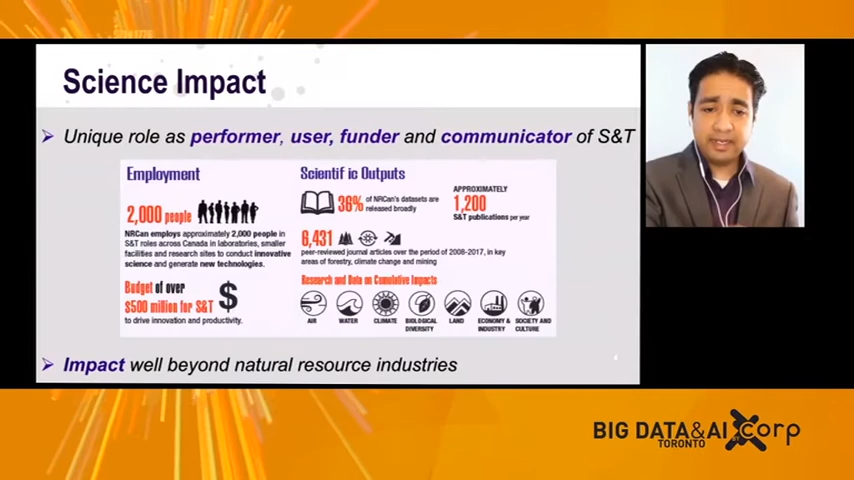 Science Impact
Unique role as performer, user, funder and communicator of S&T
Employment
2,000 people
NRCan employs approximately 2,000 people in
S&T roles across Canada in laboratories, smaller
facilities and research sites to conduct innovative
science and generate new technologies.
Budget of over
$500 million for S&T
$
to drive innovation and productivity.
Scientif ic Outputs
36% of NRCan's datasets are
released broadly
APPROXIMATELY
1,200
S&T publications per year
6,431
peer-reviewed journal articles over the period of 2008-2017, in key
areas of forestry, climate change and mining
Research and Data on Cumulative Impacts
AIR
WATER
CLIMATE
BIOLOGICAL
DIVERSITY
LAND
ECONOMY &
INDUSTRY
SOCIETY AND
CULTURE
Impact well beyond natural resource industries
BIG DATA&AI
TORONTO
BY
corp